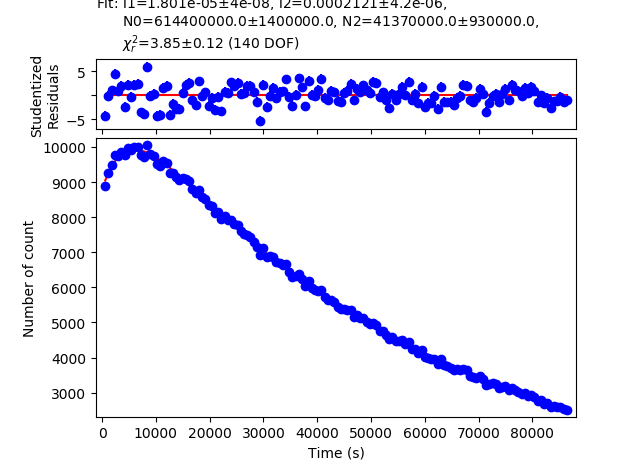 Fit: l1=1.801e-05±4e-08, l2=0.0002121±4.2e-06,
N0=614400000.0±1400000.0, N2=41370000.0±930000.0,
χ²ᵣ=3.85±0.12 (140 DOF)
Studentized
Residuals
5
−5
Number of count
10000
9000
8000
7000
6000
5000
4000
3000
0 10000 20000 30000 40000 50000 60000 70000 80000
Time (s)